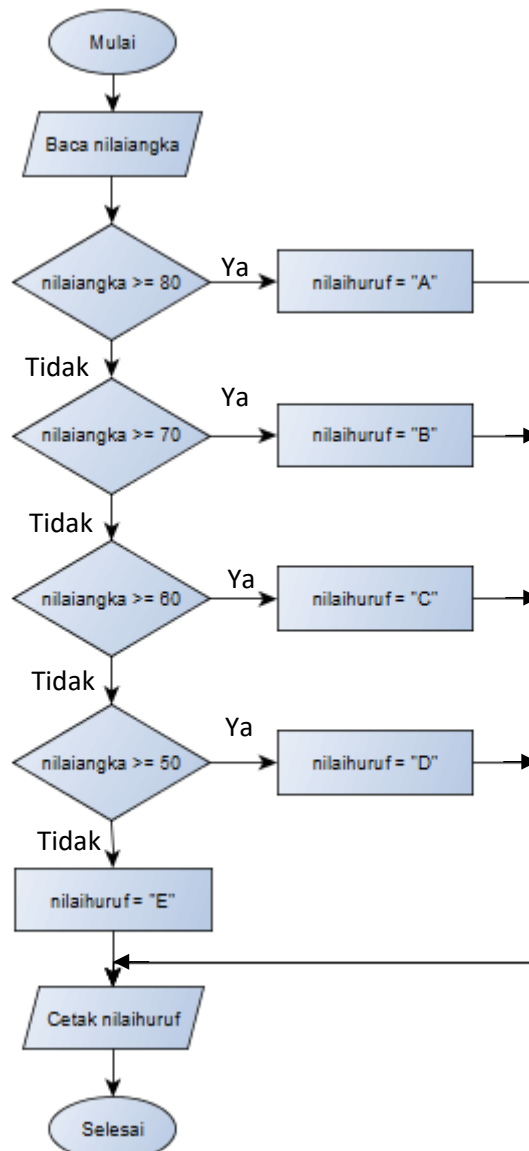 Mulai
Baca nilaiangka
nilaiangka >= 80
Ya
nilaihuruf = "A"
Tidak
nilaiangka >= 70
Ya
nilaihuruf = "B"
Tidak
nilaiangka >= 60
Ya
nilaihuruf = "C"
Tidak
nilaiangka >= 50
Ya
nilaihuruf = "D"
Tidak
nilaihuruf = "E"
Cetak nilaihuruf
Selesai